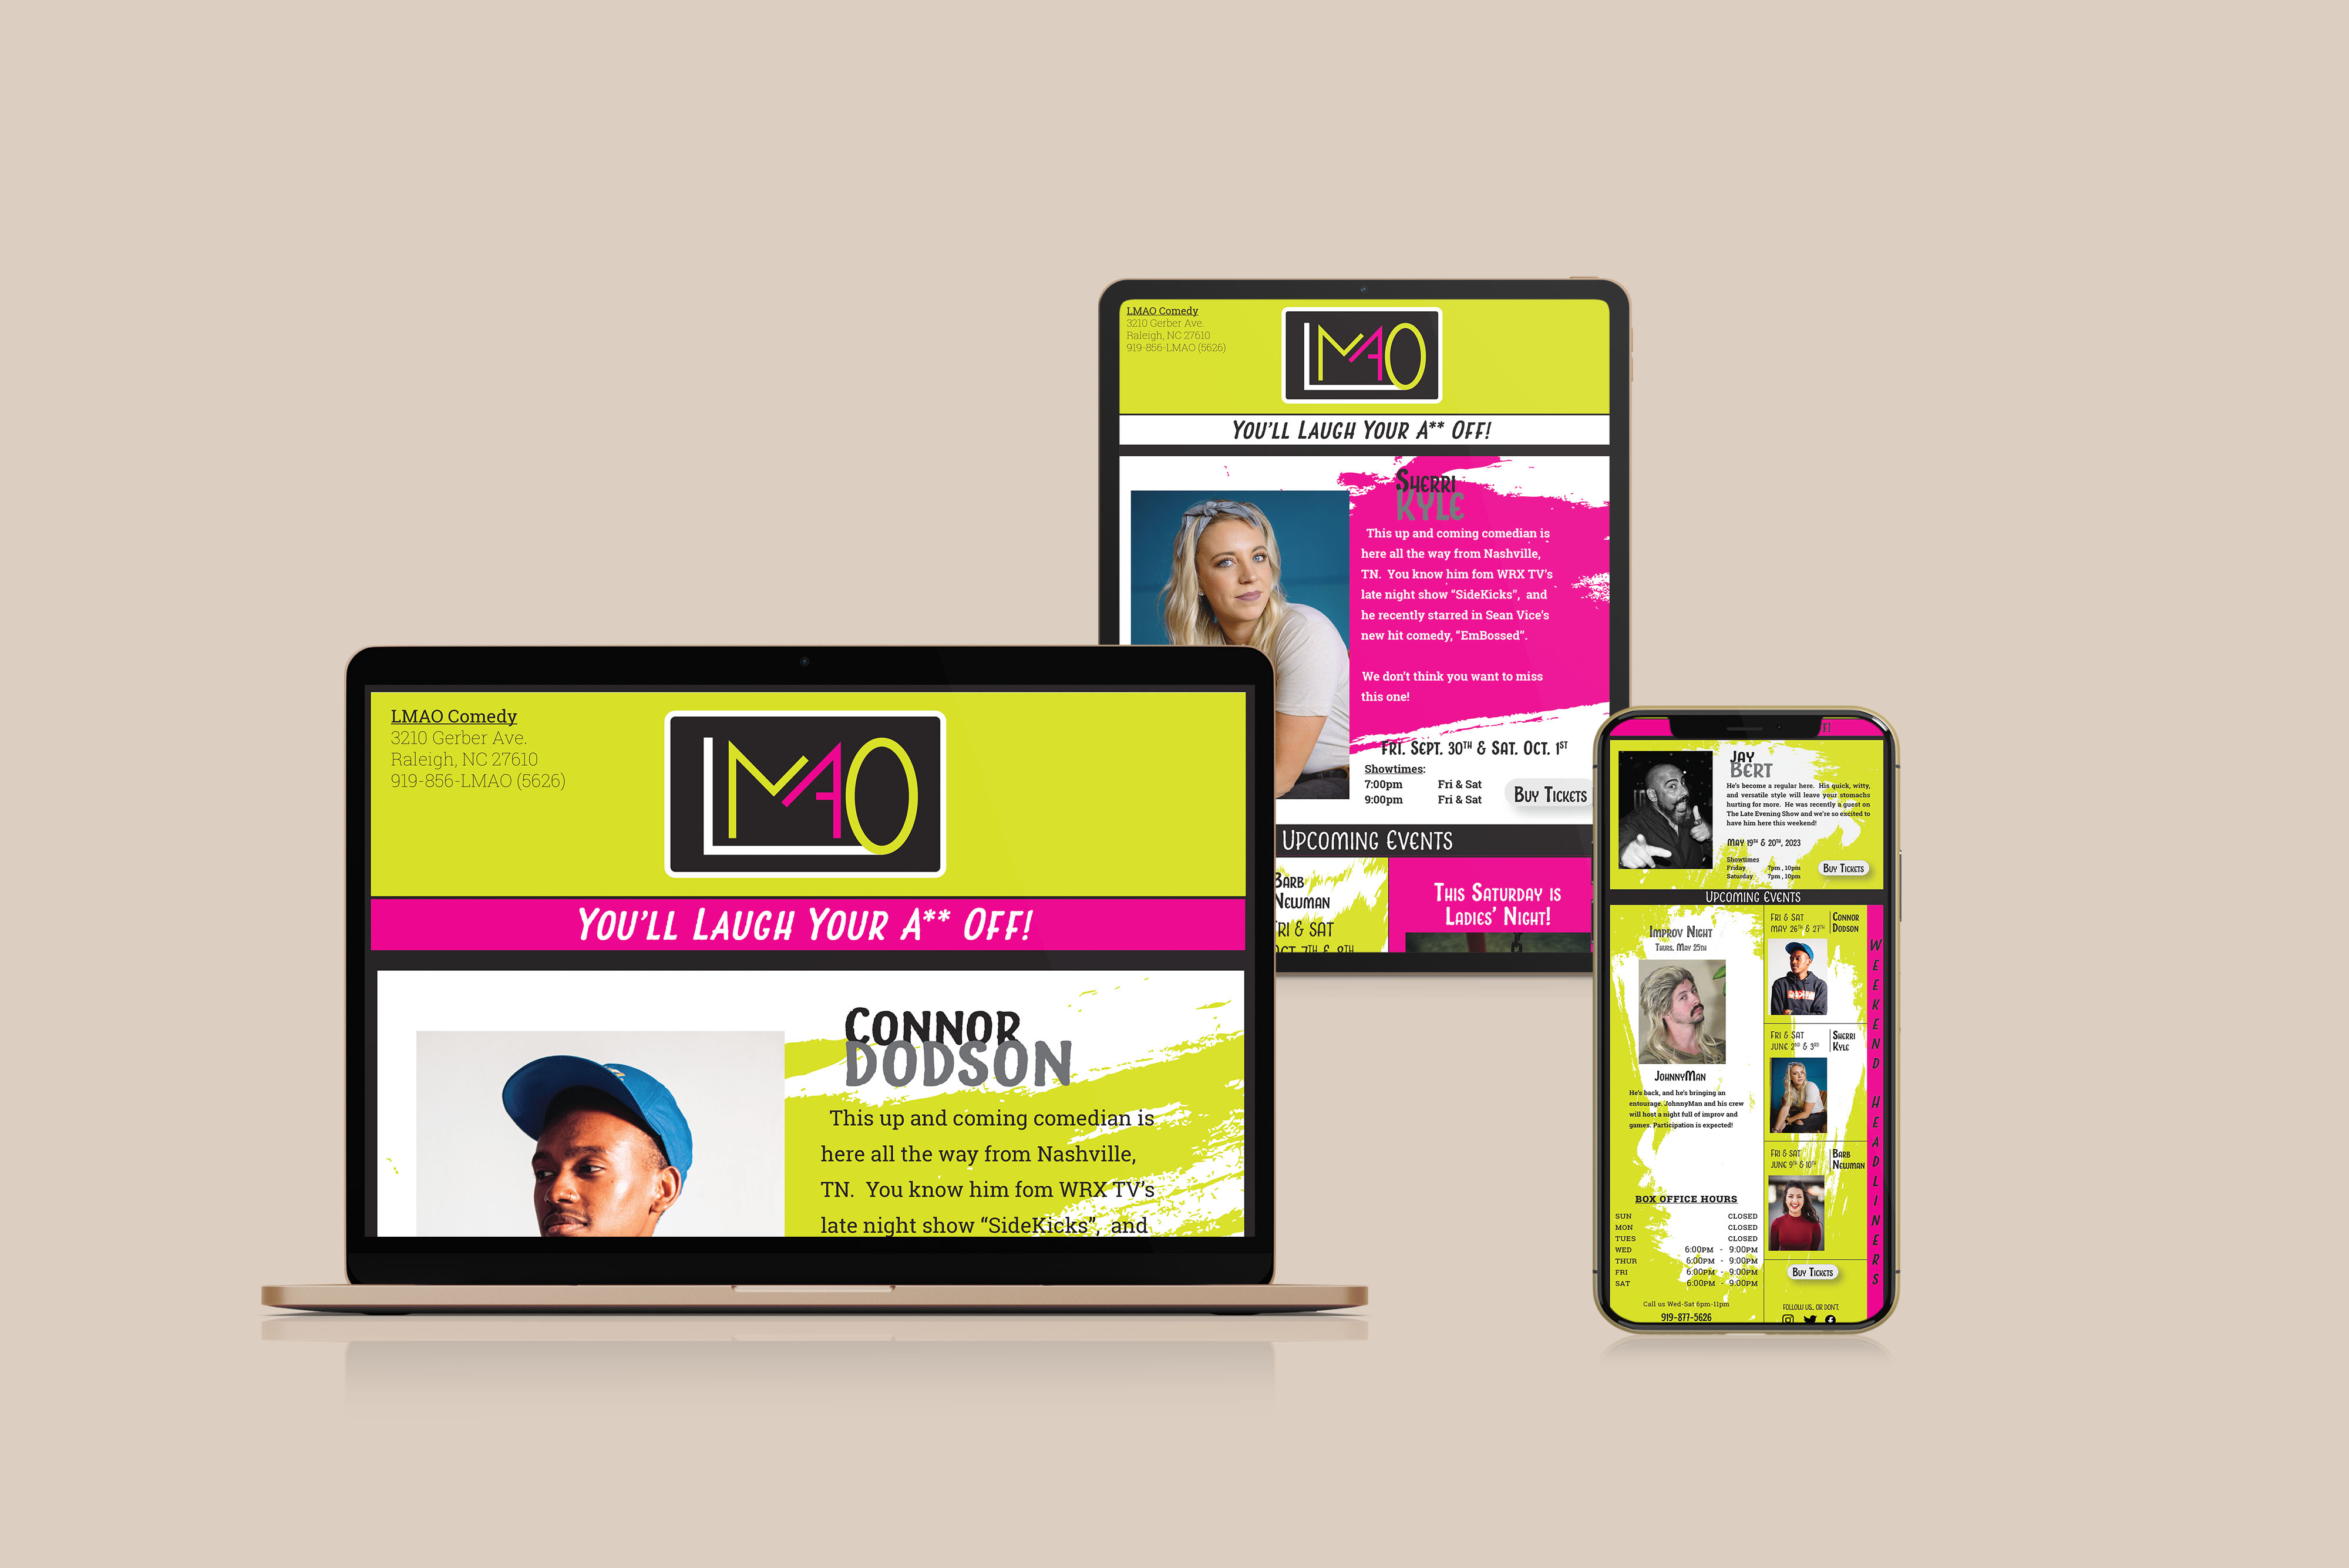 LMAO Comedy
3210 Gerber Ave.
Raleigh, NC 27610
919-856-LMAO (5626)
LMAO
YOU'LL LAUGH YOUR A** OFF!
CONNOR
DODSON
This up and coming comedian is
here all the way from Nashville,
TN. You know him fom WRX TV's
late night show "SideKicks", and
LMAO Comedy
3210 Gerber Ave.
Raleigh, NC 27610
919-856-LMAO (5626)
LMAO
YOU'LL LAUGH YOUR A** OFF!
SHERRI
KYLE
This up and coming comedian is
here all the way from Nashville,
TN. You know him fom WRX TV's
late night show "SideKicks", and
he recently starred in Sean Vice's
new hit comedy, "EmBossed".
We don't think you want to miss
this one!
FRI. SEPT. 30TH & SAT. OCT. 1ST
Showtimes:
7:00pm Fri & Sat
9:00pm Fri & Sat
BUY TICKETS
UPCOMING EVENTS
BARB
NEWMAN
FRI & SAT
OCT 7TH & 8TH
THIS SATURDAY IS
LADIES' NIGHT!
JAY
BERT
He's become a regular here. His quick, witty,
and versatile style will leave your stomachs
hurting for more. He was recently a guest on
The Late Evening Show and we're so excited to
have him here this weekend!
MAY 19TH & 20TH, 2023
Showtimes
Friday 7pm , 10pm
Saturday 7pm , 10pm
BUY TICKETS
UPCOMING EVENTS
IMPROV NIGHT
THURS. MAY 25TH
JOHNNYMAN
He's back, and he's bringing an
entourage. JohnnyMan and his crew
will host a night full of improv and
games. Participation is expected!
BOX OFFICE HOURS
SUN CLOSED
MON CLOSED
TUES CLOSED
WED 6:00PM - 9:00PM
THUR 6:00PM - 9:00PM
FRI 6:00PM - 9:00PM
SAT 6:00PM - 9:00PM
Call us Wed-Sat 6pm-11pm
919-877-5626
FRI & SAT
MAY 26TH & 27TH
CONNOR
DODSON
FRI & SAT
JUNE 2ND & 3RD
SHERRI
KYLE
FRI & SAT
JUNE 9TH & 10TH
BARB
NEWMAN
BUY TICKETS
FOLLOW US... OR DON'T.
WEEKEND HEADLINERS